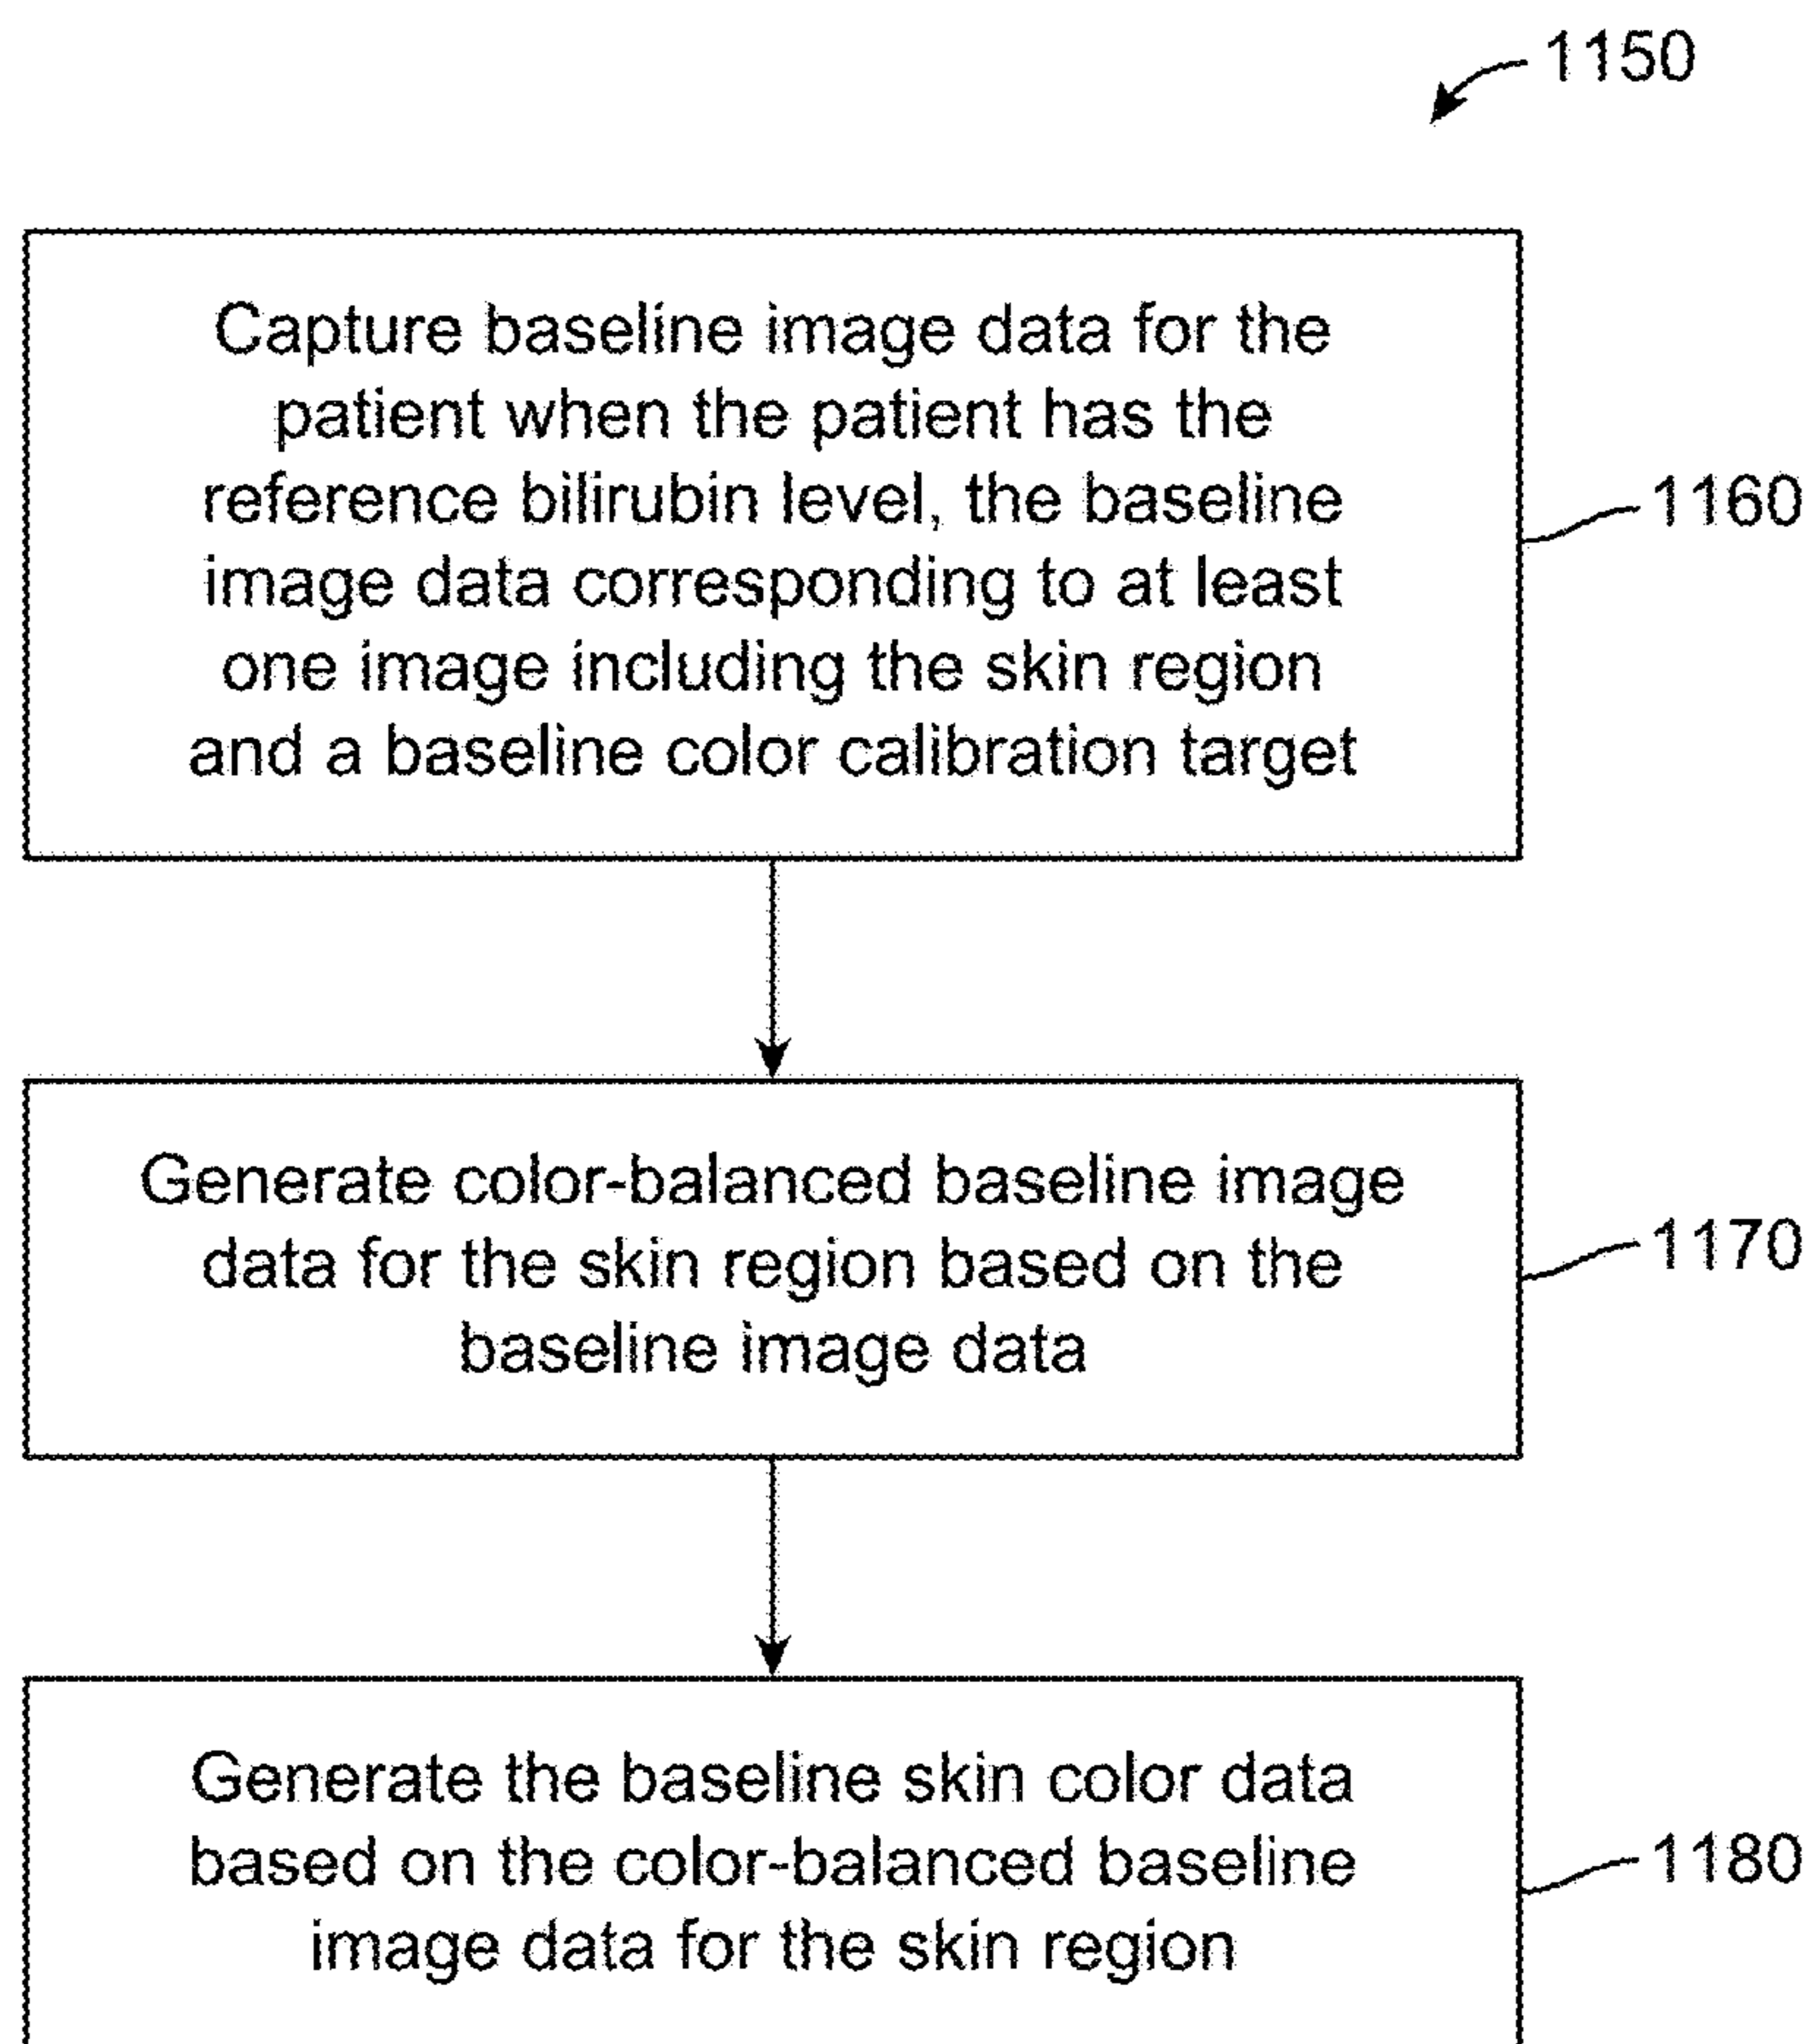 1150
Capture baseline image data for the
patient when the patient has the
reference bilirubin level, the baseline
image data corresponding to at least
one image including the skin region
and a baseline color calibration target
1160
Generate color-balanced baseline image
data for the skin region based on the
baseline image data
1170
Generate the baseline skin color data
based on the color-balanced baseline
image data for the skin region
1180